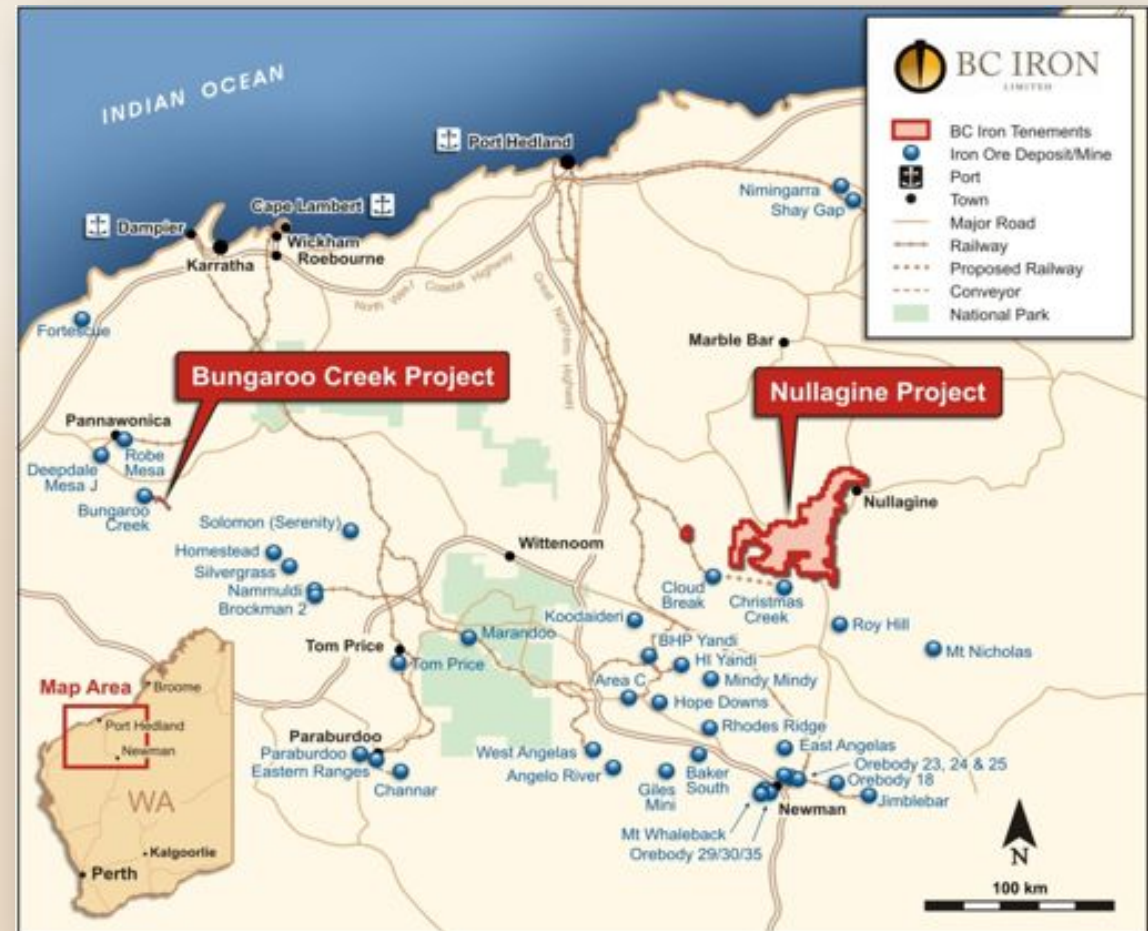 BC IRON
LIMITED
BC Iron Tenements
Iron Ore Deposit/Mine
Port
Town
Major Road
Railway
Proposed Railway
Conveyor
National Park
INDIAN OCEAN
Port Hedland
Nimingarra
Shay Gap
Cape Lambert
Dampier
Wickham
Roebourne
Karratha
North West Coastal Highway
Great Northern Highway
Fortescue
Marble Bar
Bungaroo Creek Project
Nullagine Project
Pannawonica
Robe
Mesa
Deepdale
Mesa J
Bungaroo
Creek
Nullagine
Solomon (Serenity)
Wittenoom
Homestead
Silvergrass
Nammuldi
Brockman 2
Cloud
Break
Christmas
Creek
Koodaideri
Roy Hill
Marandoo
BHP Yandi
Mt Nicholas
Tom Price
Tom Price
HI Yandi
Mindy Mindy
Area C
Hope Downs
Rhodes Ridge
Map Area
Broome
Port Hedland
Newman
WA
Kalgoorlie
Perth
Paraburdoo
Paraburdoo
Eastern Ranges
Channar
West Angelas
Angelo River
East Angelas
Orebody 23, 24 & 25
Baker
South
Giles
Mini
Orebody 18
Jimblebar
Newman
Mt Whaleback
Orebody 29/30/35
N
100 km